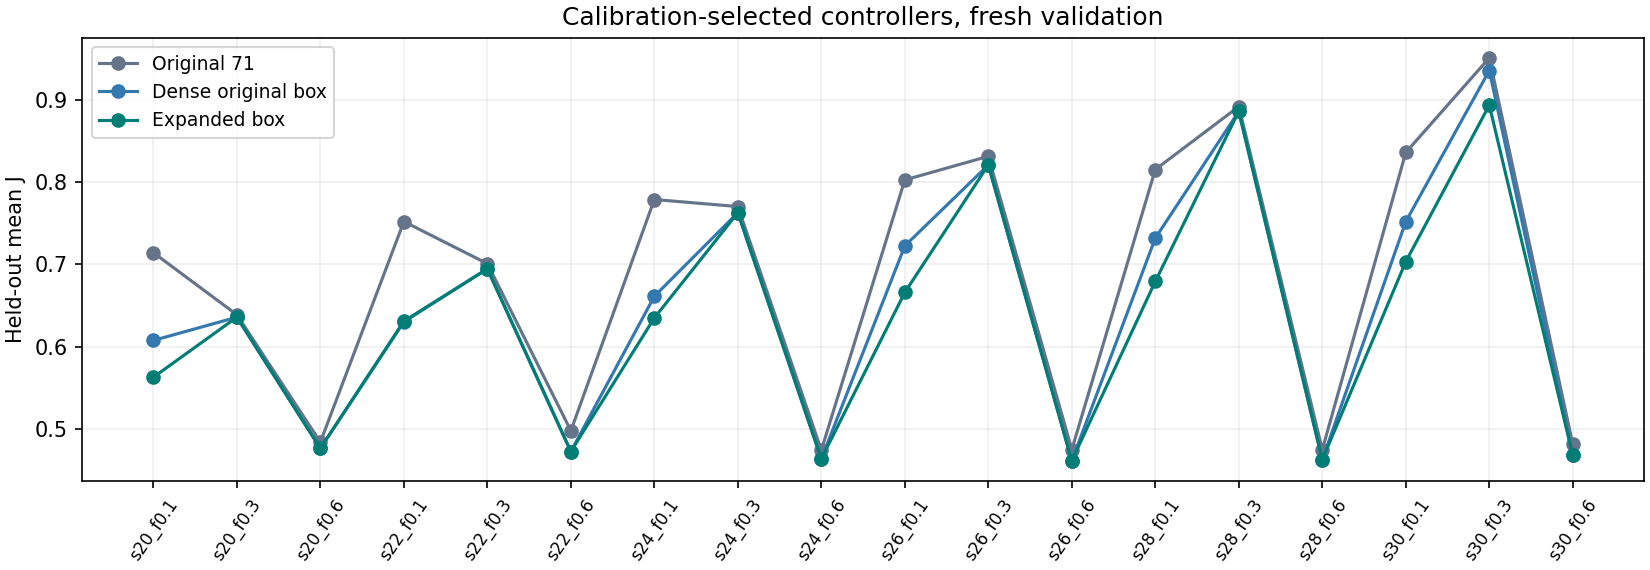 Calibration-selected controllers, fresh validation
Original 71
Dense original box
Expanded box
Held-out mean J
0.9
0.8
0.7
0.6
0.5
s20_f0.1
s20_f0.3
s20_f0.6
s22_f0.1
s22_f0.3
s22_f0.6
s24_f0.1
s24_f0.3
s24_f0.6
s26_f0.1
s26_f0.3
s26_f0.6
s28_f0.1
s28_f0.3
s28_f0.6
s30_f0.1
s30_f0.3
s30_f0.6